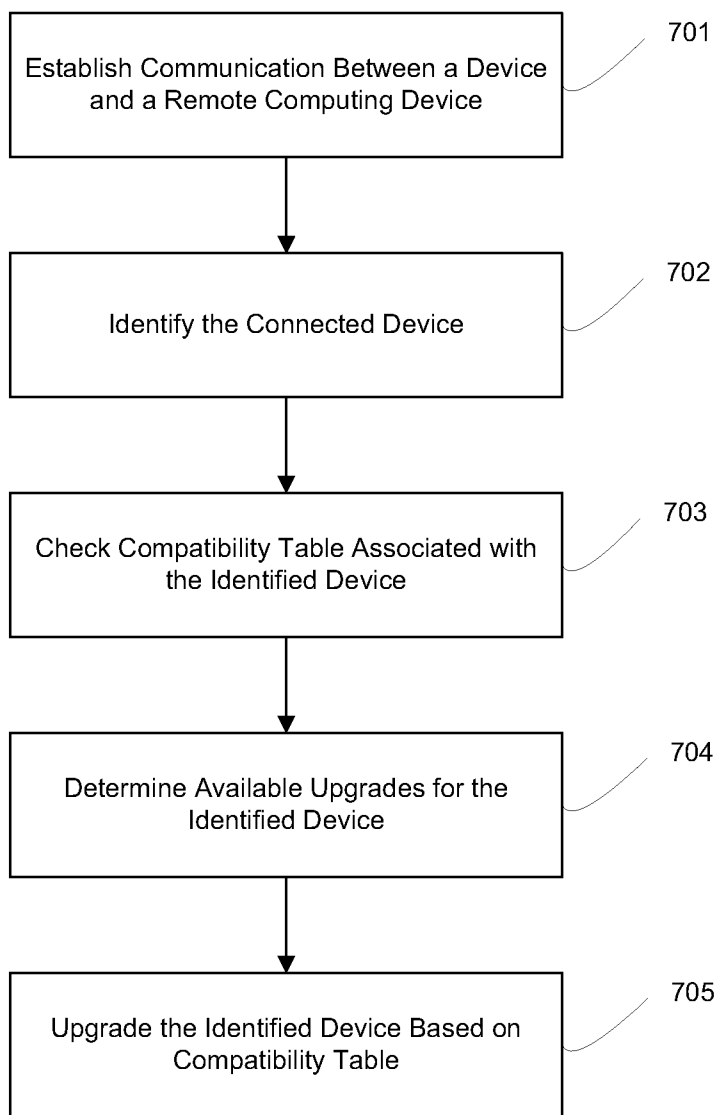 701
Establish Communication Between a Device
and a Remote Computing Device
702
Identify the Connected Device
703
Check Compatibility Table Associated with
the Identified Device
704
Determine Available Upgrades for the
Identified Device
705
Upgrade the Identified Device Based on
Compatibility Table